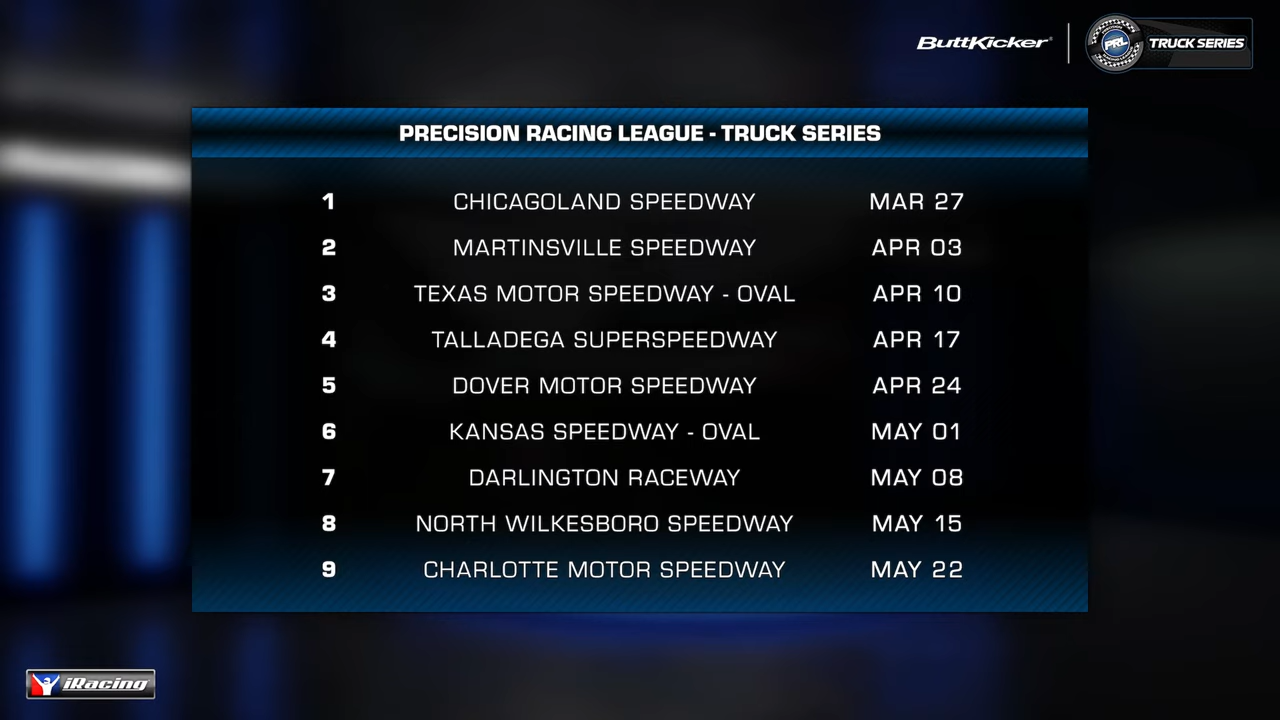 ButtKicker
PRL TRUCK SERIES
PRECISION RACING LEAGUE - TRUCK SERIES
1 CHICAGOLAND SPEEDWAY MAR 27
2 MARTINSVILLE SPEEDWAY APR 03
3 TEXAS MOTOR SPEEDWAY - OVAL APR 10
4 TALLADEGA SUPERSPEEDWAY APR 17
5 DOVER MOTOR SPEEDWAY APR 24
6 KANSAS SPEEDWAY - OVAL MAY 01
7 DARLINGTON RACEWAY MAY 08
8 NORTH WILKESBORO SPEEDWAY MAY 15
9 CHARLOTTE MOTOR SPEEDWAY MAY 22
iRacing